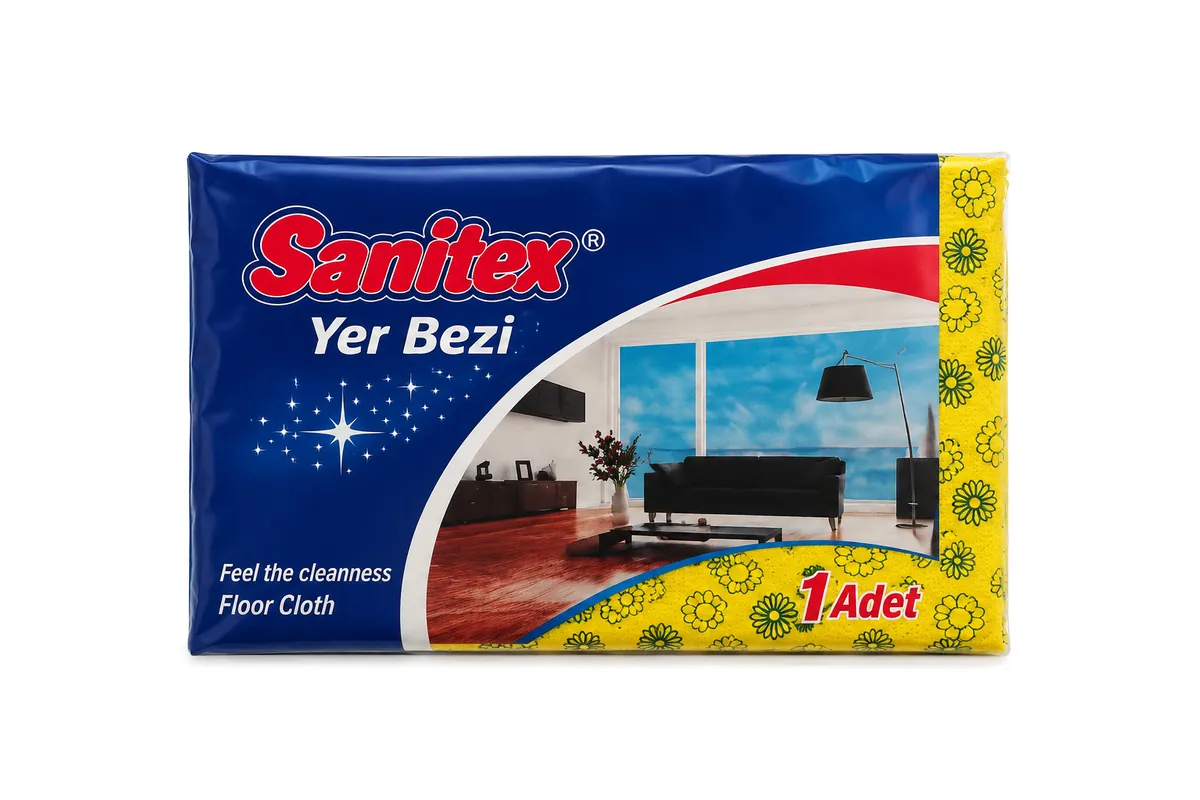 Sanitex®
Yer Bezi
Feel the cleanness
Floor Cloth
1 Adet